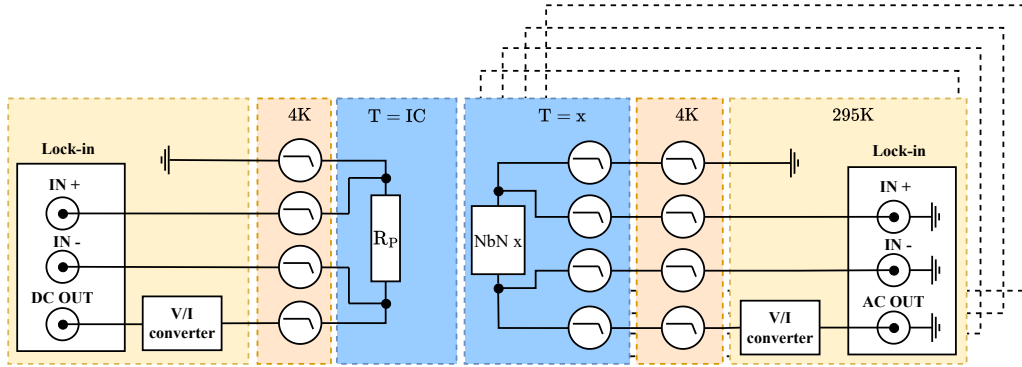 4K
T = IC
T = x
4K
295K
Lock-in
IN +
IN -
DC OUT
V/I
converter
R_P
NbN x
V/I
converter
Lock-in
IN +
IN -
AC OUT